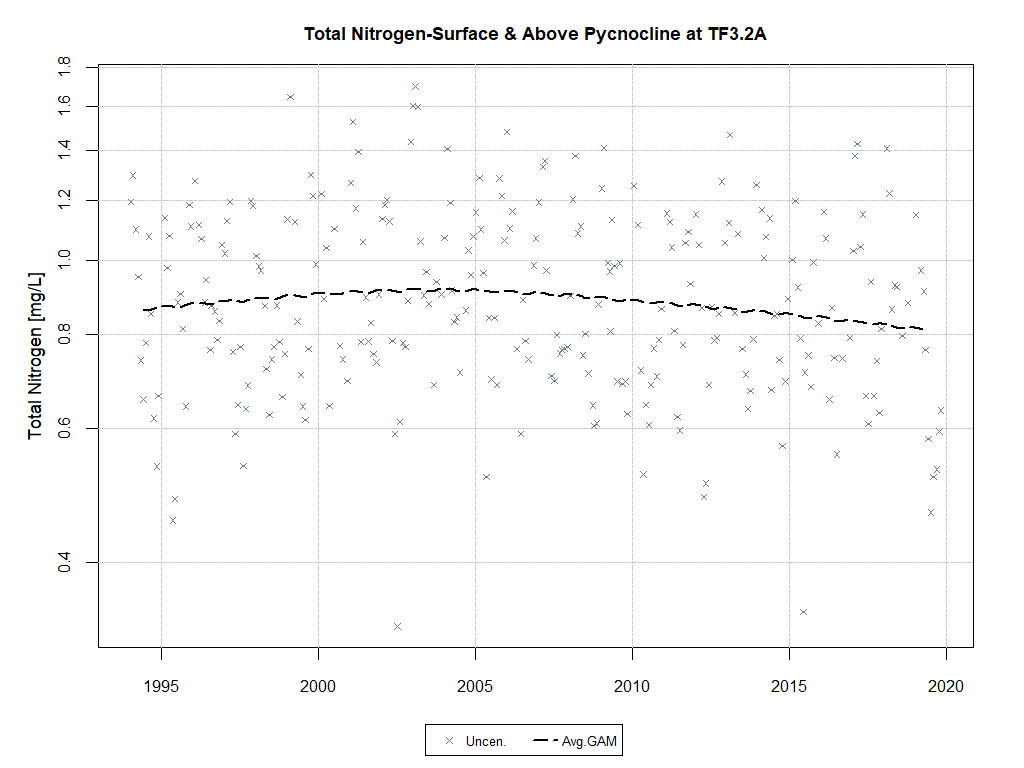 Total Nitrogen-Surface & Above Pycnocline at TF3.2A
Total Nitrogen [mg/L]
1.8
1.6
1.4
1.2
1.0
0.8
0.6
0.4
1995 2000 2005 2010 2015 2020
Uncen. Avg.GAM